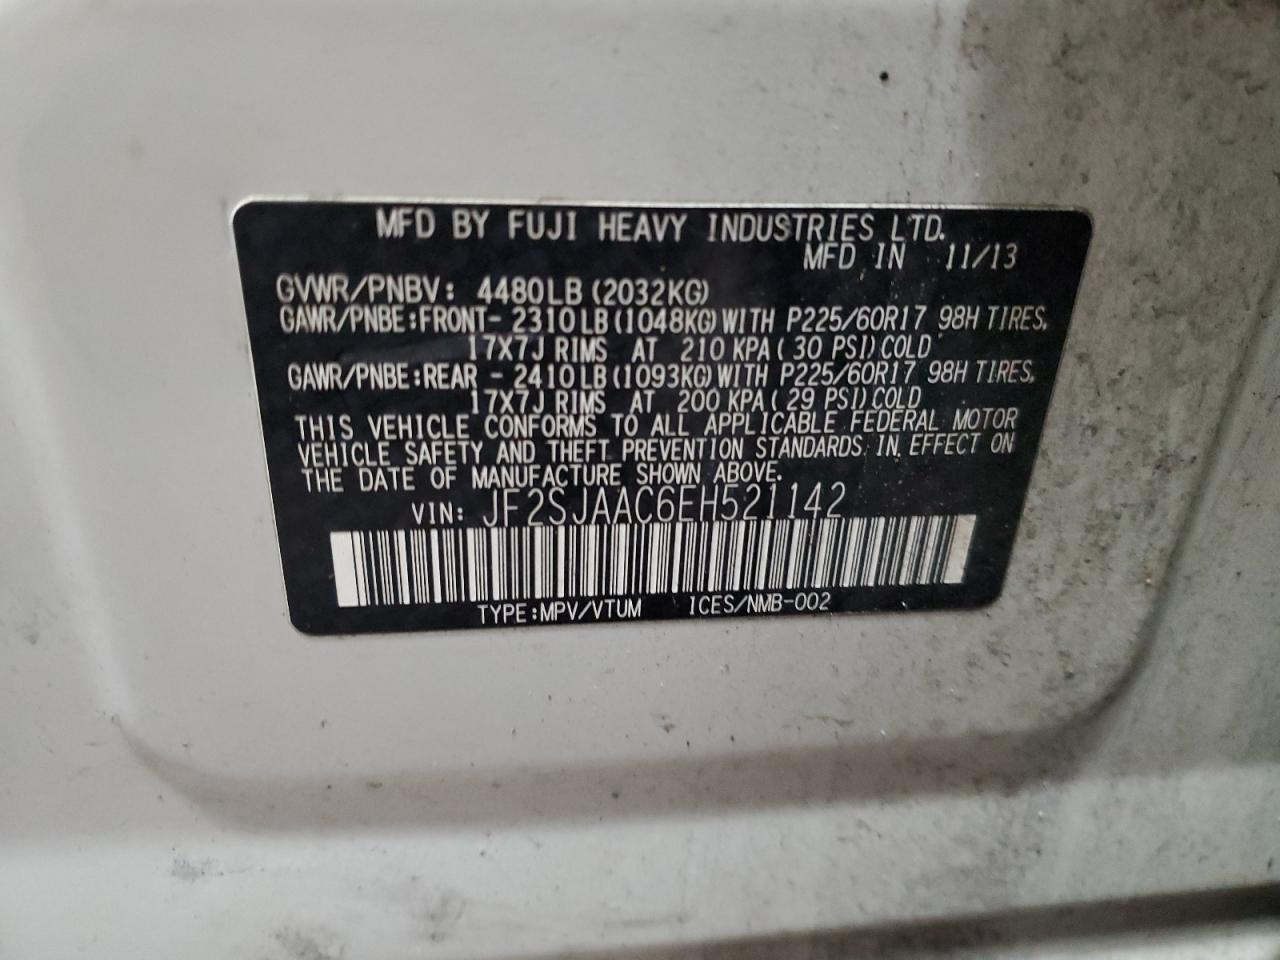 MFD BY FUJI HEAVY INDUSTRIES LTD.
MFD IN 11/13
GVWR/PNBV: 4480LB (2032KG)
GAWR/PNBE:FRONT- 2310LB(1048KG)WITH P225/60R17 98H TIRES,
17X7J RIMS AT 210 KPA( 30 PSI)COLD
GAWR/PNBE:REAR - 2410LB(1093KG)WITH P225/60R17 98H TIRES,
17X7J RIMS AT 200 KPA( 29 PSI)COLD
THIS VEHICLE CONFORMS TO ALL APPLICABLE FEDERAL MOTOR
VEHICLE SAFETY AND THEFT PREVENTION STANDARDS IN EFFECT ON
THE DATE OF MANUFACTURE SHOWN ABOVE.
VIN: JF2SJAAC6EH521142
TYPE:MPV/VTUM ICES/NMB-002